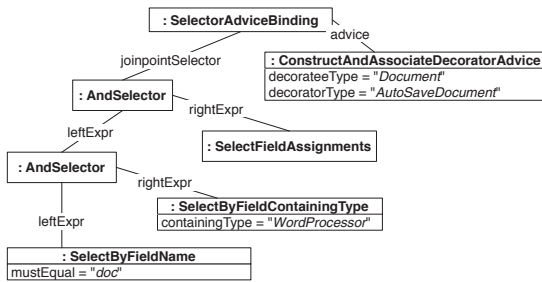 : SelectorAdviceBinding
advice
joinpointSelector
: ConstructAndAssociateDecoratorAdvice
decorateeType = "Document"
decoratorType = "AutoSaveDocument"
: AndSelector
rightExpr
leftExpr
: SelectFieldAssignments
: AndSelector
rightExpr
: SelectByFieldContainingType
containingType = "WordProcessor"
leftExpr
: SelectByFieldName
mustEqual = "doc"